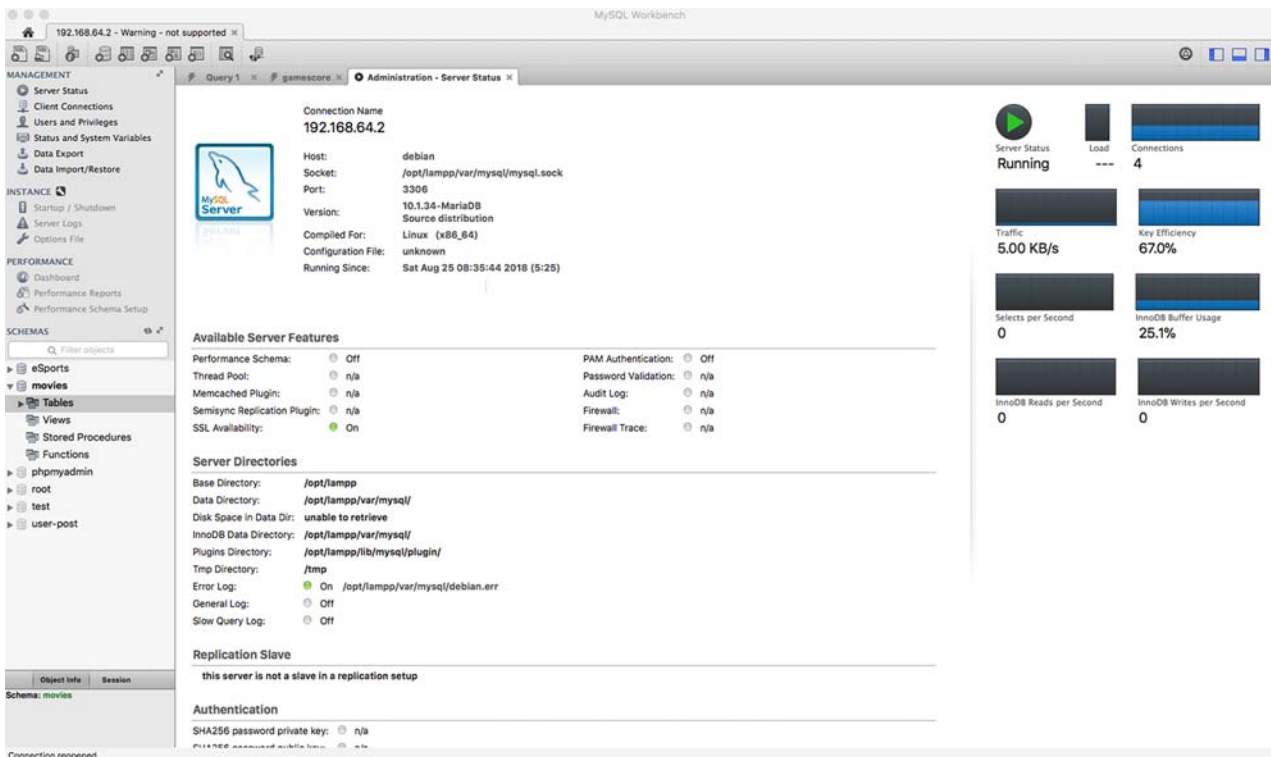 MySQL Workbench
192.168.64.2 - Warning - not supported ×
MANAGEMENT
Server Status
Client Connections
Users and Privileges
Status and System Variables
Data Export
Data Import/Restore
INSTANCE
Startup / Shutdown
Server Logs
Options File
PERFORMANCE
Dashboard
Performance Reports
Performance Schema Setup
SCHEMAS
Filter objects
eSports
movies
Tables
Views
Stored Procedures
Functions
phpmyadmin
root
test
user-post
Object Info Session
Schema: movies
Connection reopened
Query 1 × gamescore × Administration - Server Status ×
MySQL
Server
Connection Name
192.168.64.2
Host: debian
Socket: /opt/lampp/var/mysql/mysql.sock
Port: 3306
Version: 10.1.34-MariaDB
Source distribution
Compiled For: Linux (x86_64)
Configuration File: unknown
Running Since: Sat Aug 25 08:35:44 2018 (5:25)
Server Status Load Connections
Running --- 4
Traffic Key Efficiency
5.00 KB/s 67.0%
Selects per Second InnoDB Buffer Usage
0 25.1%
InnoDB Reads per Second InnoDB Writes per Second
0 0
Available Server Features
Performance Schema: Off PAM Authentication: Off
Thread Pool: n/a Password Validation: n/a
Memcached Plugin: n/a Audit Log: n/a
Semisync Replication Plugin: n/a Firewall: n/a
SSL Availability: On Firewall Trace: n/a
Server Directories
Base Directory: /opt/lampp
Data Directory: /opt/lampp/var/mysql/
Disk Space in Data Dir: unable to retrieve
InnoDB Data Directory: /opt/lampp/var/mysql/
Plugins Directory: /opt/lampp/lib/mysql/plugin/
Tmp Directory: /tmp
Error Log: On /opt/lampp/var/mysql/debian.err
General Log: Off
Slow Query Log: Off
Replication Slave
this server is not a slave in a replication setup
Authentication
SHA256 password private key: n/a